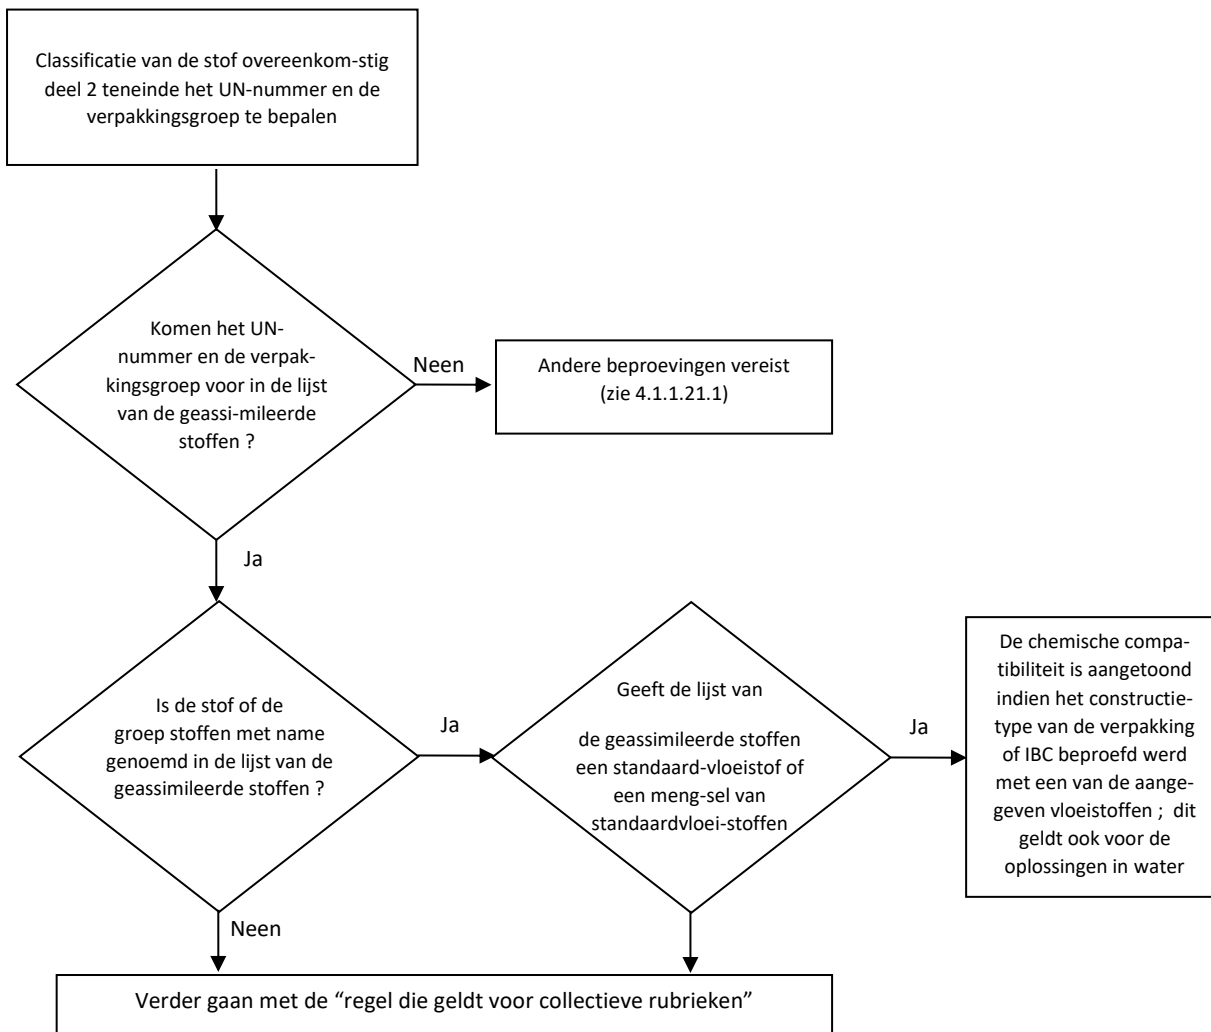 Classificatie van de stof overeenkom-stig
deel 2 teneinde het UN-nummer en de
verpakkingsgroep te bepalen
Komen het UN-
nummer en de verpak-
kingsgroep voor in de lijst
van de geassi-mileerde
stoffen ?
Neen
Andere beproevingen vereist
(zie 4.1.1.21.1)
Ja
Is de stof of de
groep stoffen met name
genoemd in de lijst van de
geassimileerde stoffen ?
Ja
Geeft de lijst van
de geassimileerde stoffen
een standaard-vloeistof of
een meng-sel van
standaardvloei-stoffen
Ja
De chemische compa-
tibiliteit is aangetoond
indien het constructie-
type van de verpakking
of IBC beproefd werd
met een van de aange-
geven vloeistoffen ; dit
geldt ook voor de
oplossingen in water
Neen
Verder gaan met de “regel die geldt voor collectieve rubrieken”